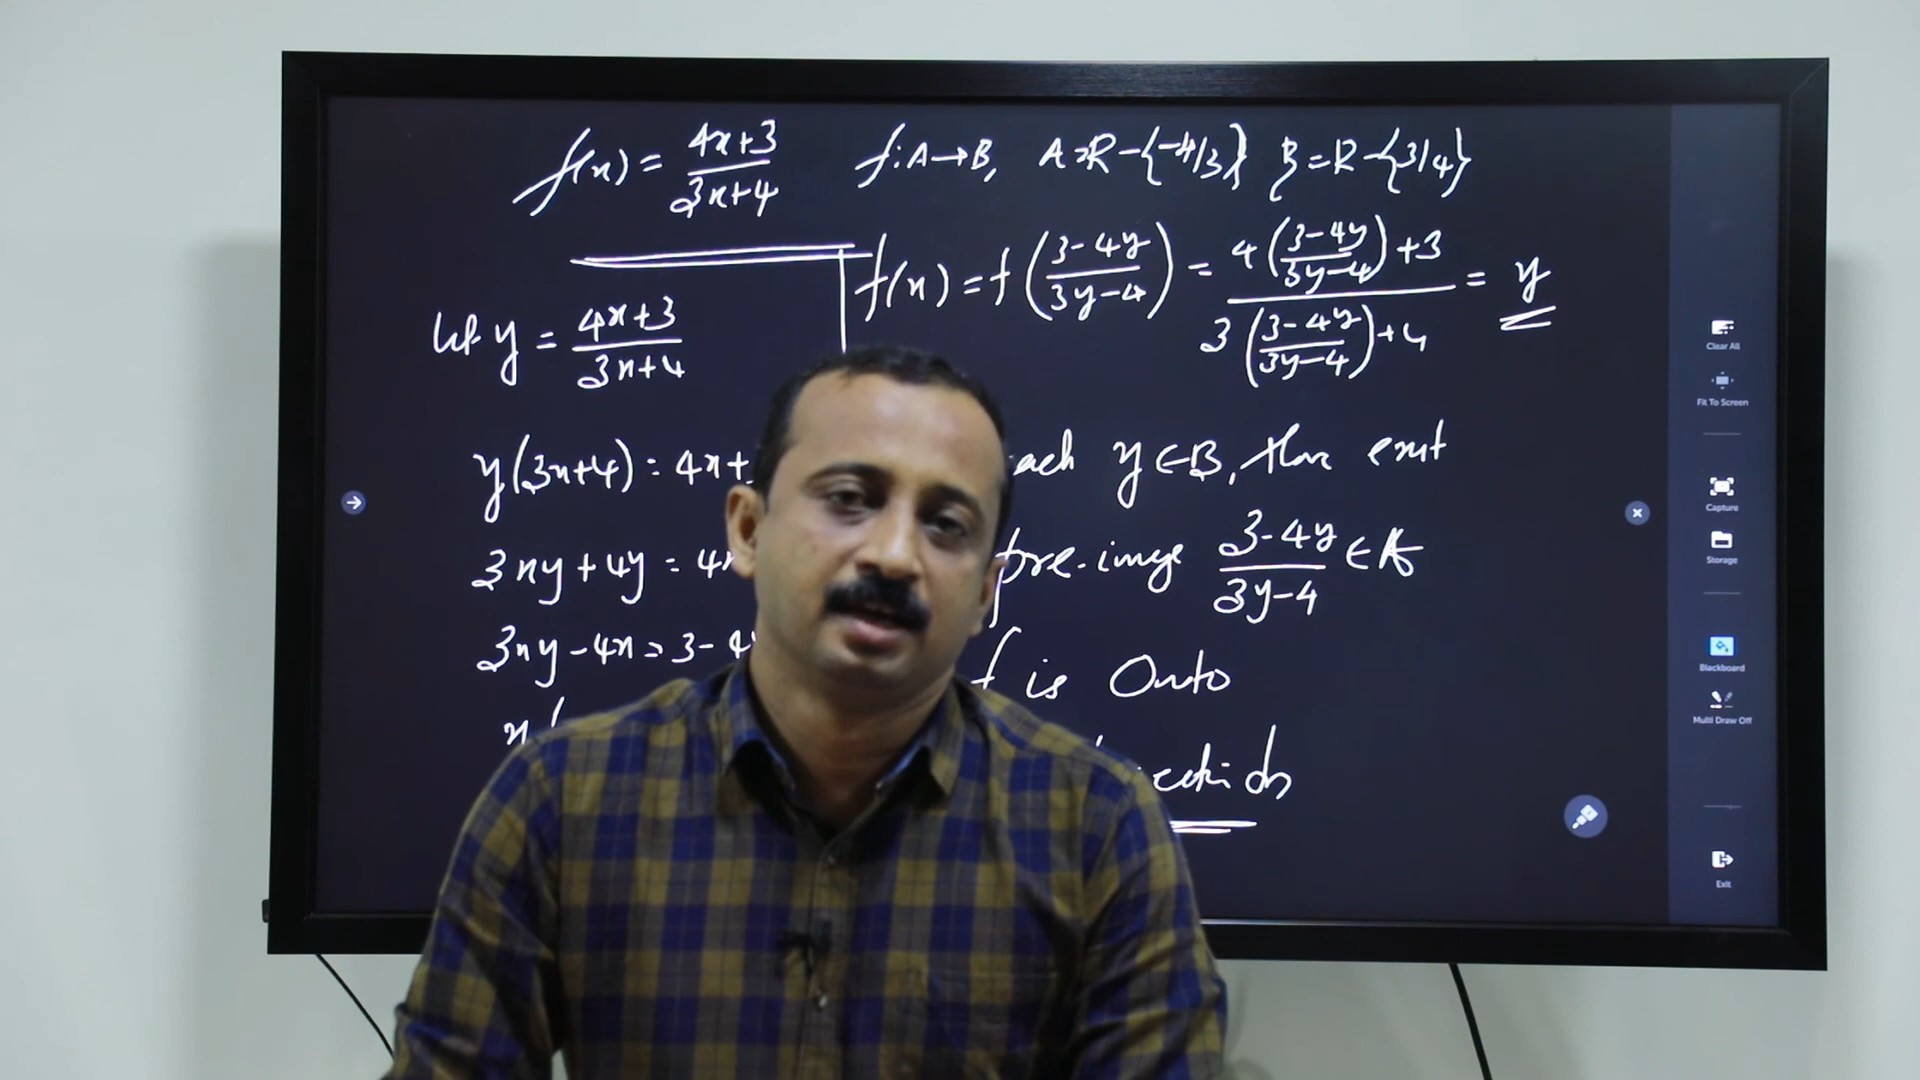 f(x) = 4x+3 / 3x+4 f: A→B, A=R-{-4/3} B=R-{3/4}
Let y = 4x+3 / 3x+4
y(3x+4) = 4x+
3xy + 4y = 4x
3xy - 4x = 3 - 4
x(
f(x) = f((3-4y)/(3y-4)) = (4((3-4y)/(3y-4))+3) / (3((3-4y)/(3y-4))+4) = y
each y∈B, there exist
pre-image 3-4y / 3y-4 ∈ A
f is Onto
Clear All
Fit To Screen
Capture
Storage
Blackboard
Multi Draw Off
Exit